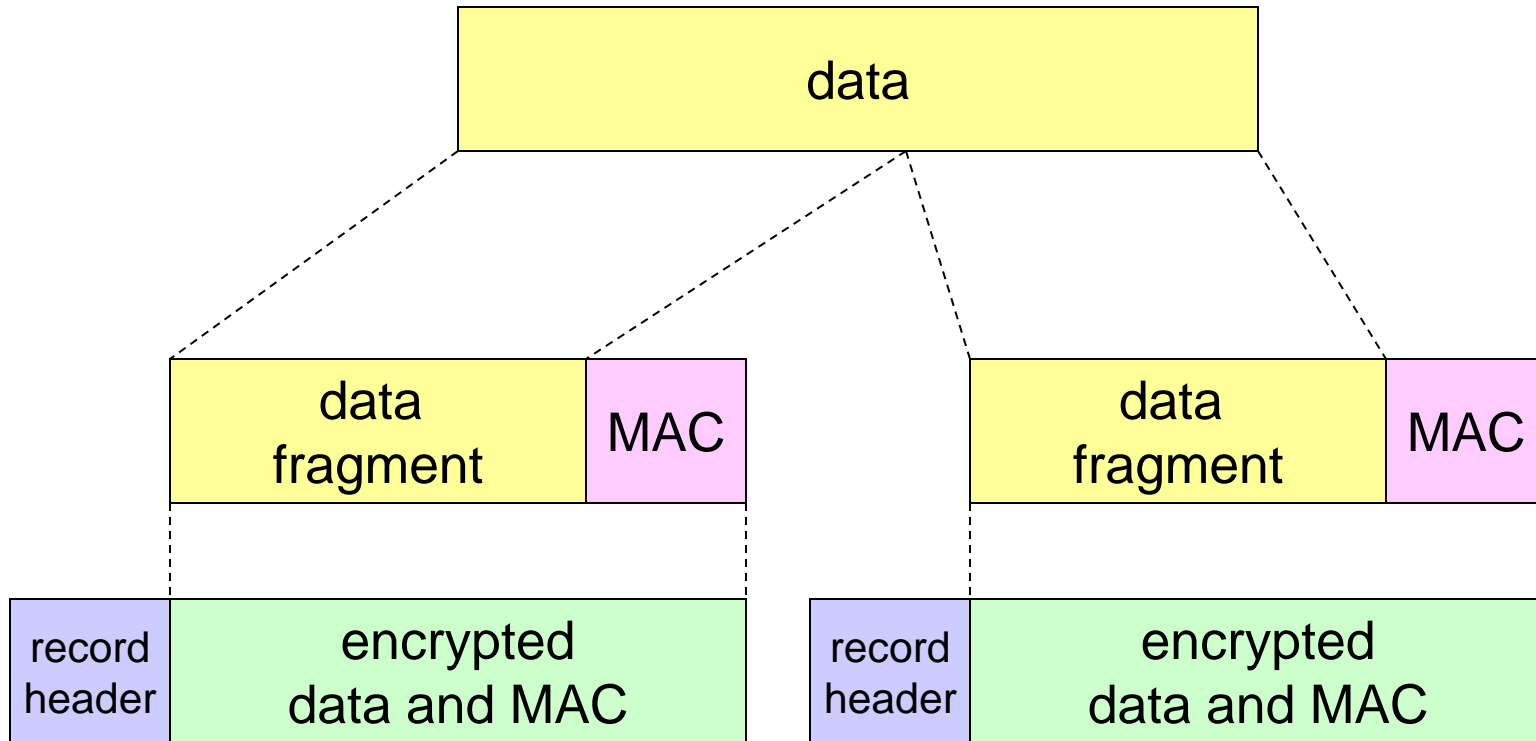 data
data
fragment
MAC
data
fragment
MAC
record
header
encrypted
data and MAC
record
header
encrypted
data and MAC